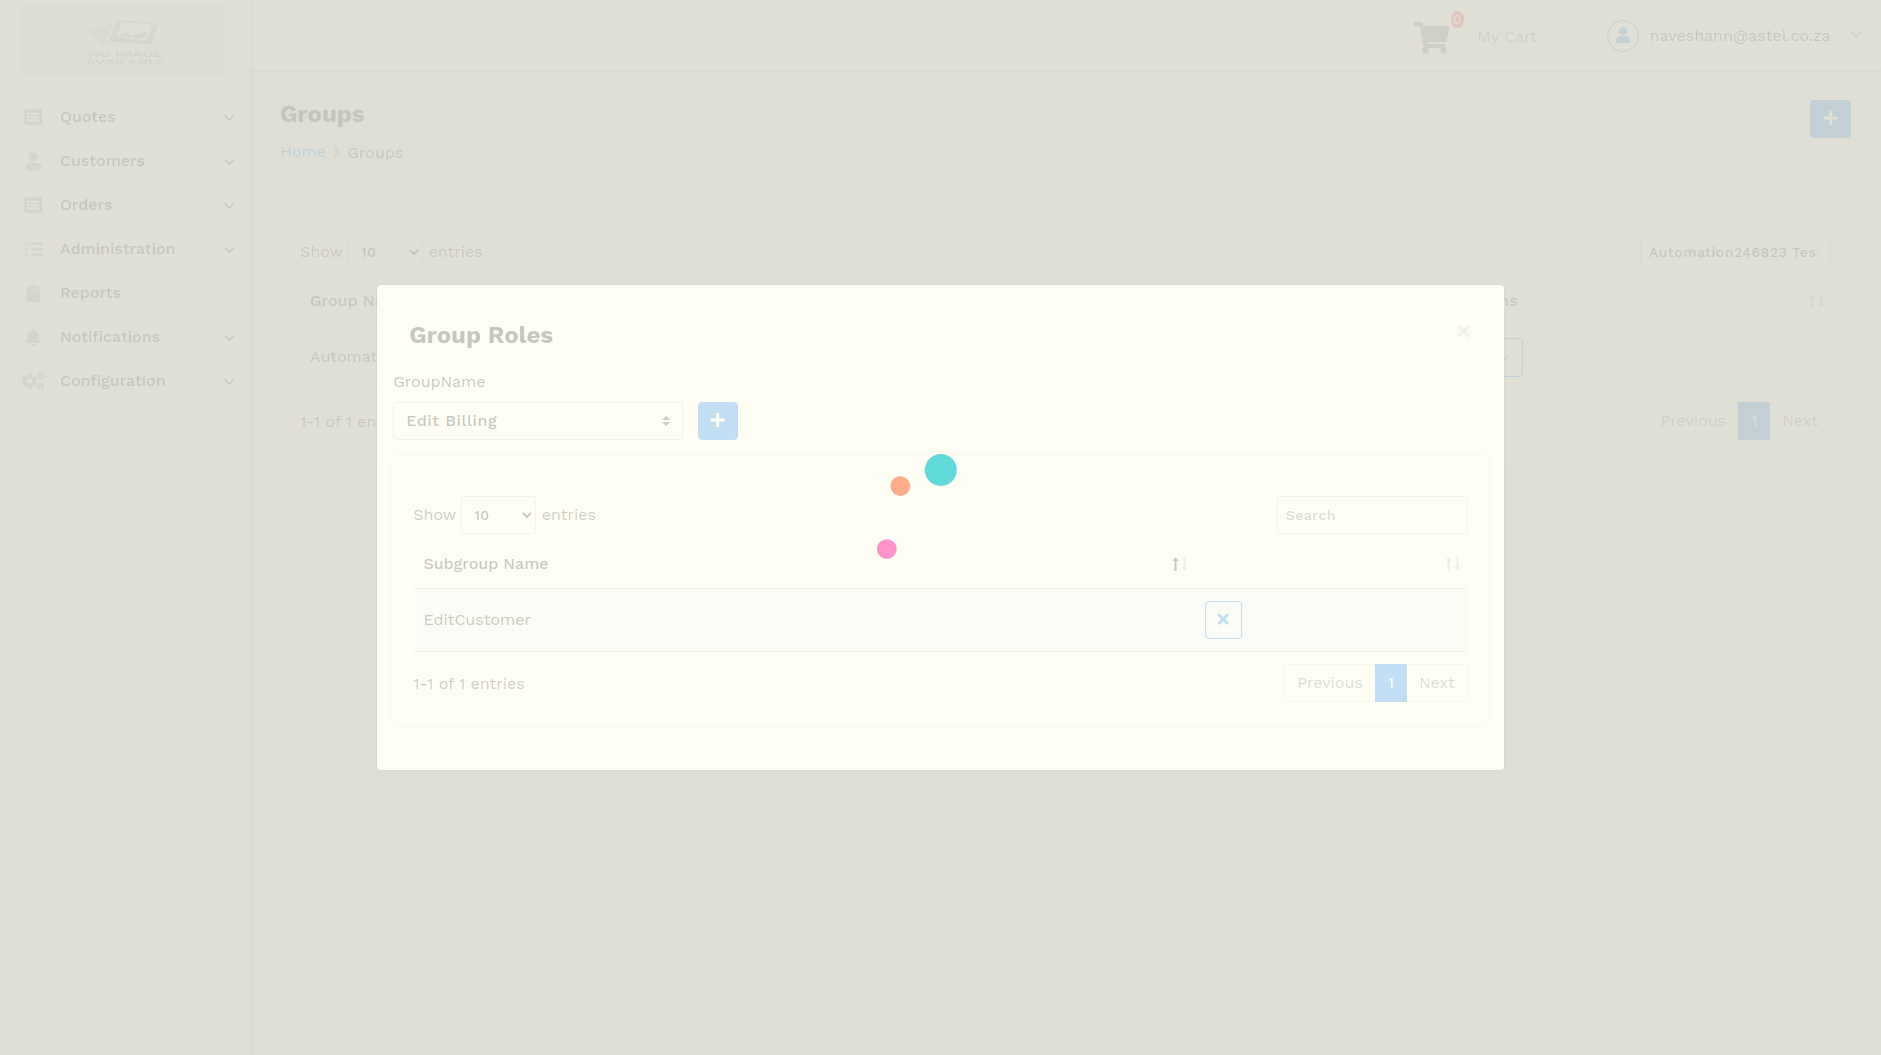 NO IMAGE
AVAILABLE
0
My Cart
naveshann@astel.co.za
Quotes
Customers
Orders
Administration
Reports
Notifications
Configuration
Groups
Home
Groups
Show 10 entries
Automation246823 Tes
Group Na
ns
Automat
1-1 of 1 en
Previous 1 Next
Group Roles
GroupName
Edit Billing
Show 10 entries
Search
Subgroup Name
EditCustomer
1-1 of 1 entries
Previous 1 Next